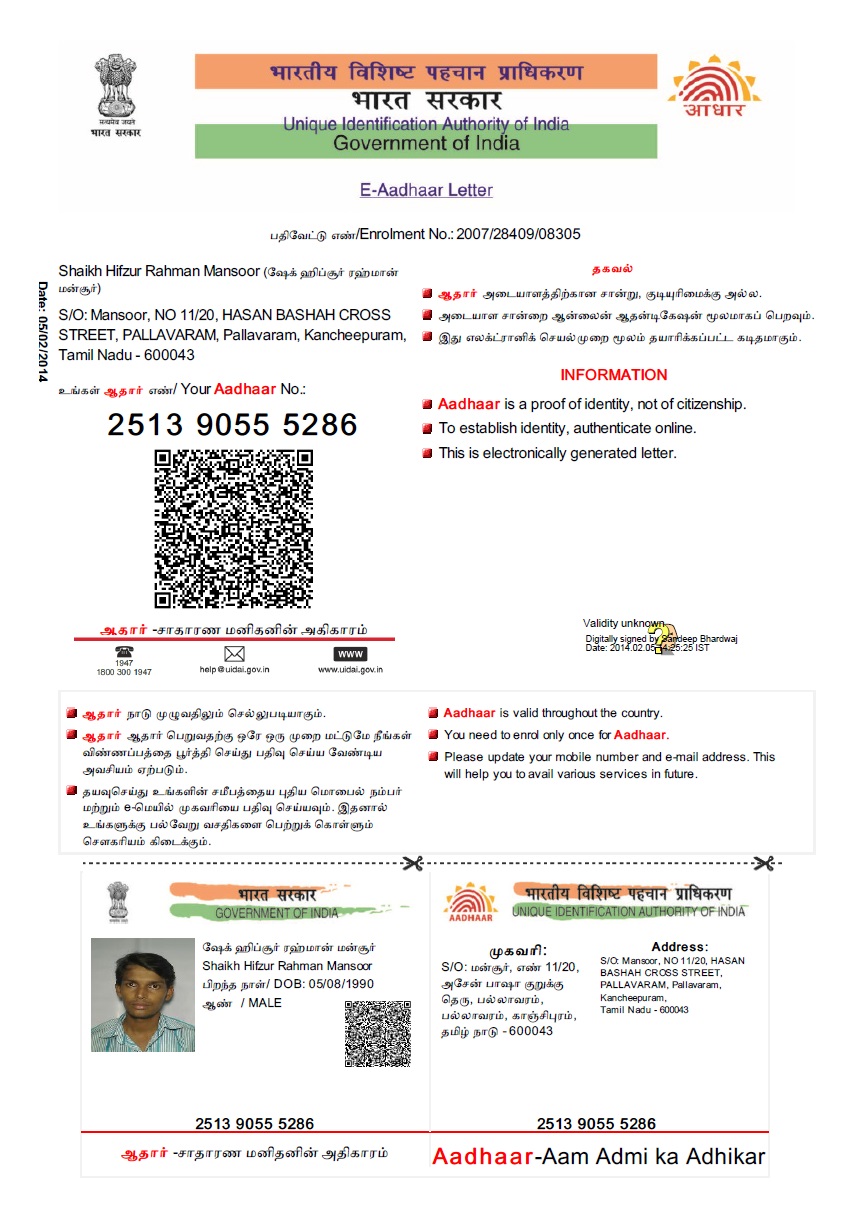 भारतीय विशिष्ट पहचान प्राधिकरण
भारत सरकार
Unique Identification Authority of India
Government of India
सत्यमेव जयते
भारत सरकार
आधार
E-Aadhaar Letter
பதிவேட்டு எண்/Enrolment No.: 2007/28409/08305
Date: 05/02/2014
Shaikh Hifzur Rahman Mansoor (ஷேக் ஹிப்சூர் ரஹ்மான்
மன்சூர்)
S/O: Mansoor, NO 11/20, HASAN BASHAH CROSS
STREET, PALLAVARAM, Pallavaram, Kancheepuram,
Tamil Nadu - 600043
உங்கள் ஆதார் எண்/ Your Aadhaar No.:
2513 9055 5286
ஆதார் -சாதாரண மனிதனின் அதிகாரம்
1947
1800 300 1947
help@uidai.gov.in
WWW
www.uidai.gov.in
தகவல்
ஆதார் அடையாளத்திற்கான சான்று, குடியுரிமைக்கு அல்ல.
அடையாள சான்றை ஆன்லைன் ஆதன்டிகேஷன் மூலமாகப் பெறவும்.
இது எலக்ட்ரானிக் செயல்முறை மூலம் தயாரிக்கப்பட்ட கடிதமாகும்.
INFORMATION
Aadhaar is a proof of identity, not of citizenship.
To establish identity, authenticate online.
This is electronically generated letter.
Validity unknown
Digitally signed by Sandeep Bhardwaj
Date: 2014.02.05 14:25:25 IST
ஆதார் நாடு முழுவதிலும் செல்லுபடியாகும்.
ஆதார் ஆதார் பெறுவதற்கு ஒரே ஒரு முறை மட்டுமே நீங்கள்
விண்ணப்பத்தை பூர்த்தி செய்து பதிவு செய்ய வேண்டிய
அவசியம் ஏற்படும்.
தயவுசெய்து உங்களின் சமீபத்தைய புதிய மொபைல் நம்பர்
மற்றும் e-மெயில் முகவரியை பதிவு செய்யவும். இதனால்
உங்களுக்கு பல்வேறு வசதிகளை பெற்றுக் கொள்ளும்
சௌகரியம் கிடைக்கும்.
Aadhaar is valid throughout the country.
You need to enrol only once for Aadhaar.
Please update your mobile number and e-mail address. This
will help you to avail various services in future.
भारत सरकार
GOVERNMENT OF INDIA
ஷேக் ஹிப்சூர் ரஹ்மான் மன்சூர்
Shaikh Hifzur Rahman Mansoor
பிறந்த நாள்/ DOB: 05/08/1990
ஆண் / MALE
2513 9055 5286
ஆதார் -சாதாரண மனிதனின் அதிகாரம்
AADHAAR
भारतीय विशिष्ट पहचान प्राधिकरण
UNIQUE IDENTIFICATION AUTHORITY OF INDIA
முகவரி:
S/O: மன்சூர், எண் 11/20,
அசேன் பாஷா குறுக்கு
தெரு, பல்லாவரம்,
பல்லாவரம், காஞ்சிபுரம்,
தமிழ் நாடு - 600043
Address:
S/O: Mansoor, NO 11/20, HASAN
BASHAH CROSS STREET,
PALLAVARAM, Pallavaram,
Kancheepuram,
Tamil Nadu - 600043
2513 9055 5286
Aadhaar-Aam Admi ka Adhikar